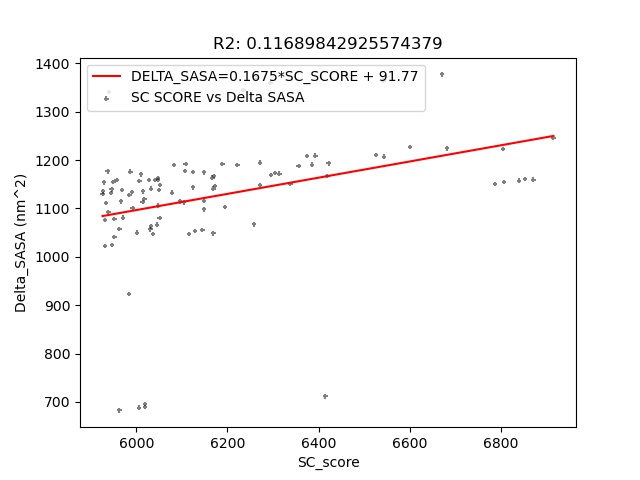 R2: 0.11689842925574379
DELTA_SASA=0.1675*SC_SCORE + 91.77
SC SCORE vs Delta SASA
Delta_SASA (nm^2)
1400
1300
1200
1100
1000
900
800
700
6000 6200 6400 6600 6800
SC_score